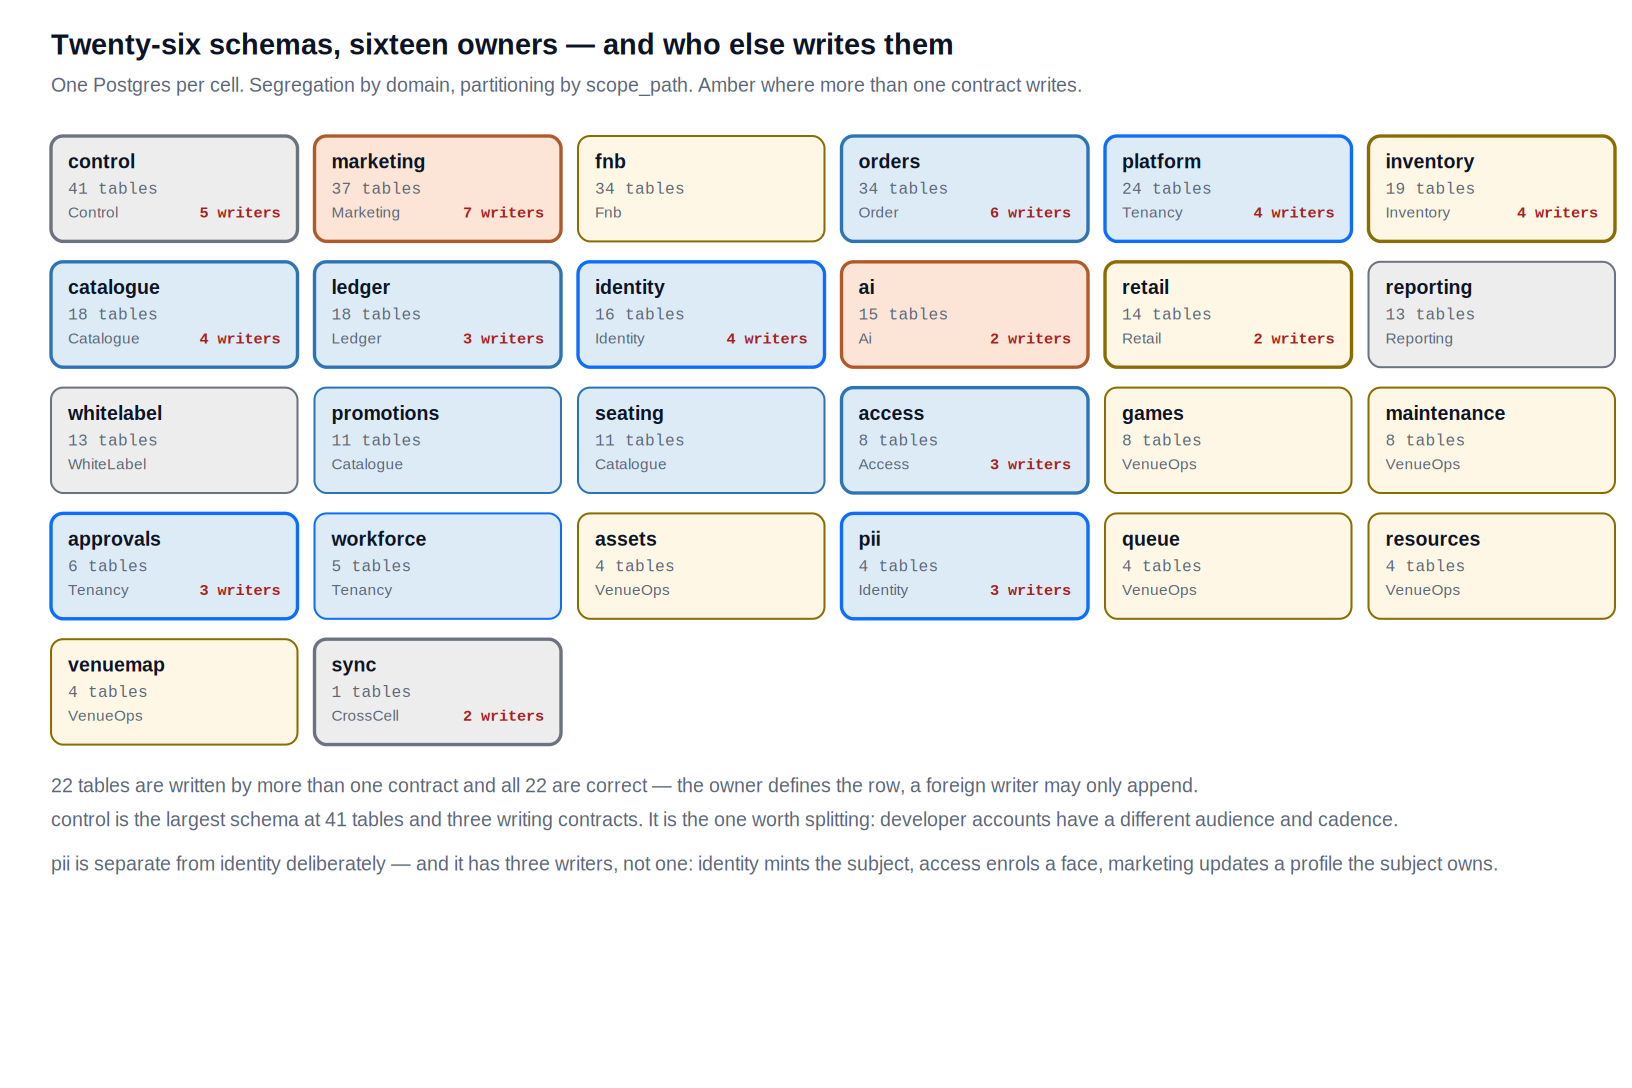 Twenty-six schemas, sixteen owners — and who else writes them
One Postgres per cell. Segregation by domain, partitioning by scope_path. Amber where more than one contract writes.
control
41 tables
Control 5 writers
marketing
37 tables
Marketing 7 writers
fnb
34 tables
Fnb
orders
34 tables
Order 6 writers
platform
24 tables
Tenancy 4 writers
inventory
19 tables
Inventory 4 writers
catalogue
18 tables
Catalogue 4 writers
ledger
18 tables
Ledger 3 writers
identity
16 tables
Identity 4 writers
ai
15 tables
Ai 2 writers
retail
14 tables
Retail 2 writers
reporting
13 tables
Reporting
whitelabel
13 tables
WhiteLabel
promotions
11 tables
Catalogue
seating
11 tables
Catalogue
access
8 tables
Access 3 writers
games
8 tables
VenueOps
maintenance
8 tables
VenueOps
approvals
6 tables
Tenancy 3 writers
workforce
5 tables
Tenancy
assets
4 tables
VenueOps
pii
4 tables
Identity 3 writers
queue
4 tables
VenueOps
resources
4 tables
VenueOps
venuemap
4 tables
VenueOps
sync
1 tables
CrossCell 2 writers
22 tables are written by more than one contract and all 22 are correct — the owner defines the row, a foreign writer may only append.
control is the largest schema at 41 tables and three writing contracts. It is the one worth splitting: developer accounts have a different audience and cadence.
pii is separate from identity deliberately — and it has three writers, not one: identity mints the subject, access enrols a face, marketing updates a profile the subject owns.